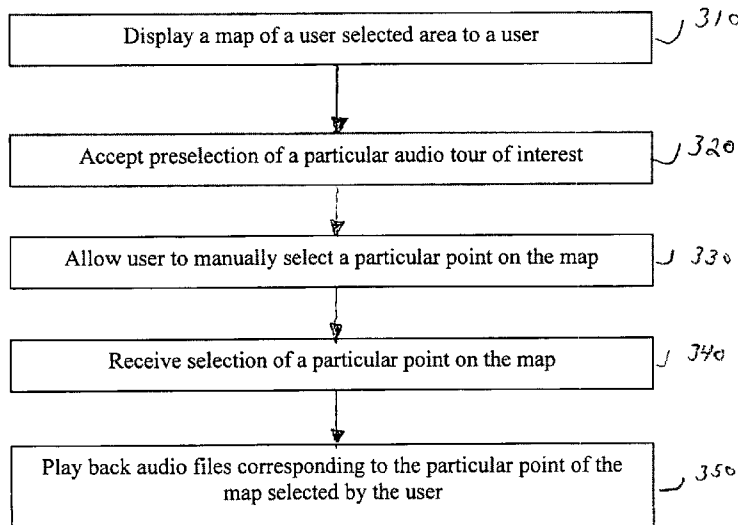 Display a map of a user selected area to a user
310
Accept preselection of a particular audio tour of interest
320
Allow user to manually select a particular point on the map
330
Receive selection of a particular point on the map
340
Play back audio files corresponding to the particular point of the
map selected by the user
350